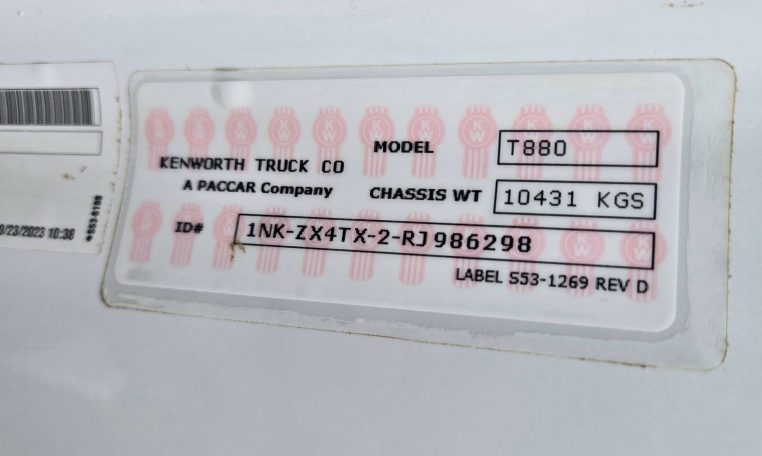 KENWORTH TRUCK CO
A PACCAR Company
MODEL T880
CHASSIS WT 10431 KGS
ID# 1NK-ZX4TX-2-RJ986298
LABEL S53-1269 REV D
0/23/2023 10:38